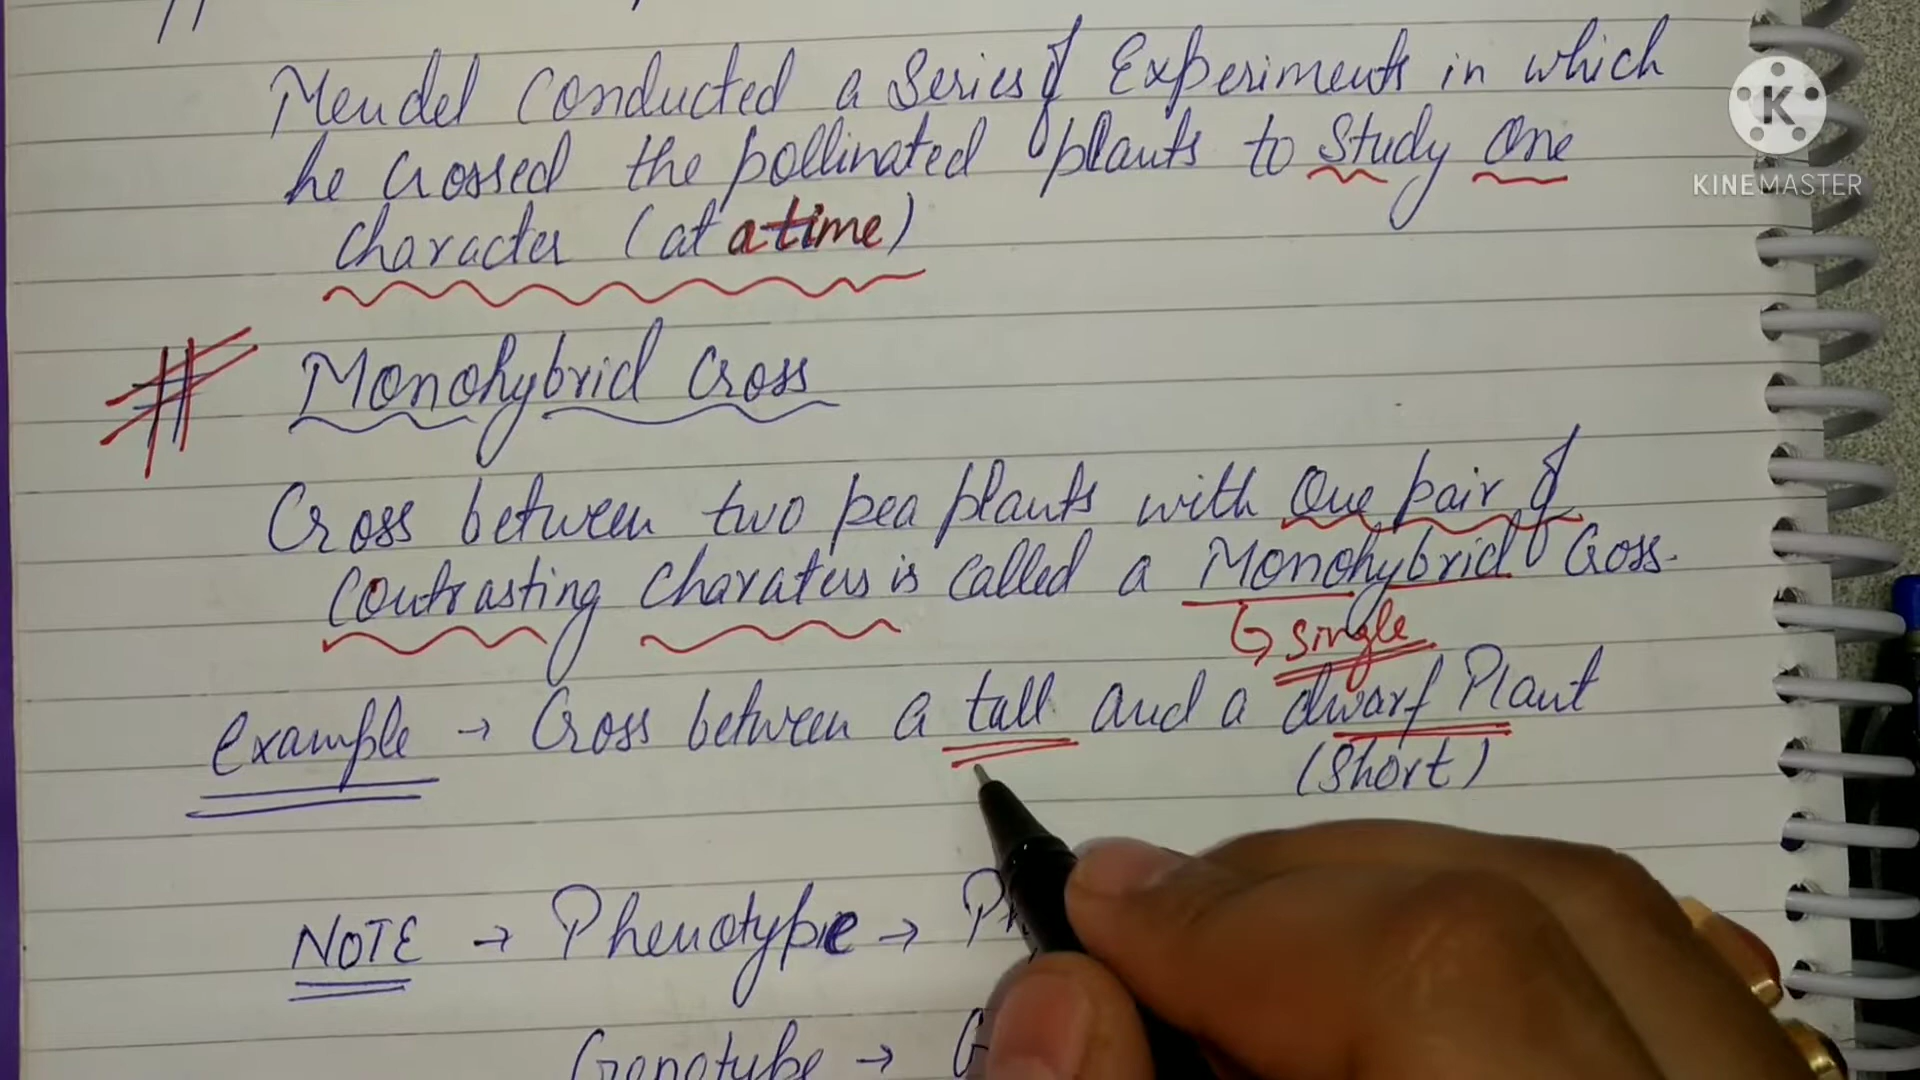 Mendel conducted a Series of Experiments in which
he crossed the pollinated plants to Study One
character (at a time)
# Monohybrid Cross
Cross between two pea plants with One pair of
Contrasting Charaters is called a Monohybrid Cross.
↳ Single
example → Cross between a tall and a dwarf Plant
(Short)
NOTE → Phenotype → Ph
Genotype → G
K
KINEMASTER